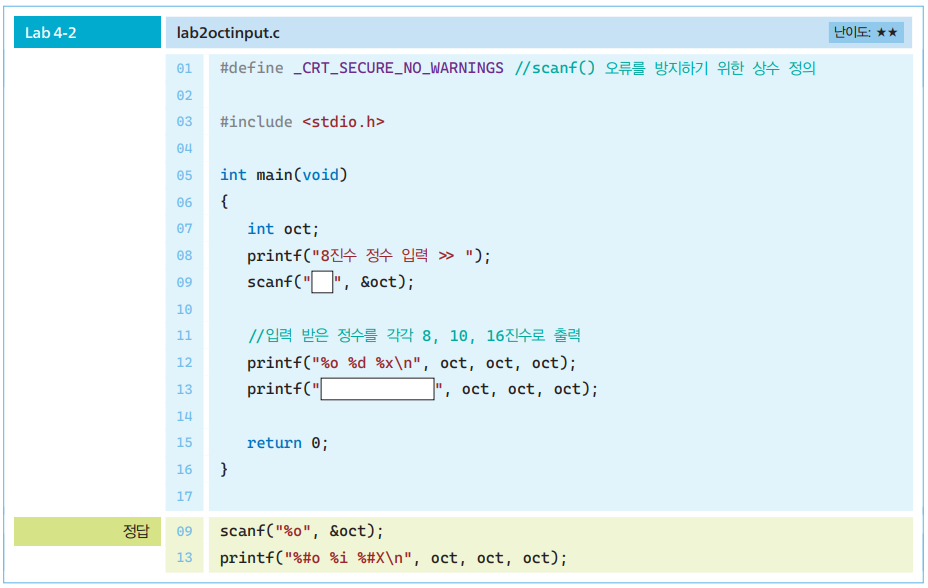 Lab 4-2
lab2octinput.c 난이도: ★★
01 #define _CRT_SECURE_NO_WARNINGS //scanf() 오류를 방지하기 위한 상수 정의
02
03 #include <stdio.h>
04
05 int main(void)
06 {
07 int oct;
08 printf("8진수 정수 입력 >> ");
09 scanf("", &oct);
10
11 //입력 받은 정수를 각각 8, 10, 16진수로 출력
12 printf("%o %d %x\n", oct, oct, oct);
13 printf("", oct, oct, oct);
14
15 return 0;
16 }
17
정답
09 scanf("%o", &oct);
13 printf("%#o %i %#X\n", oct, oct, oct);